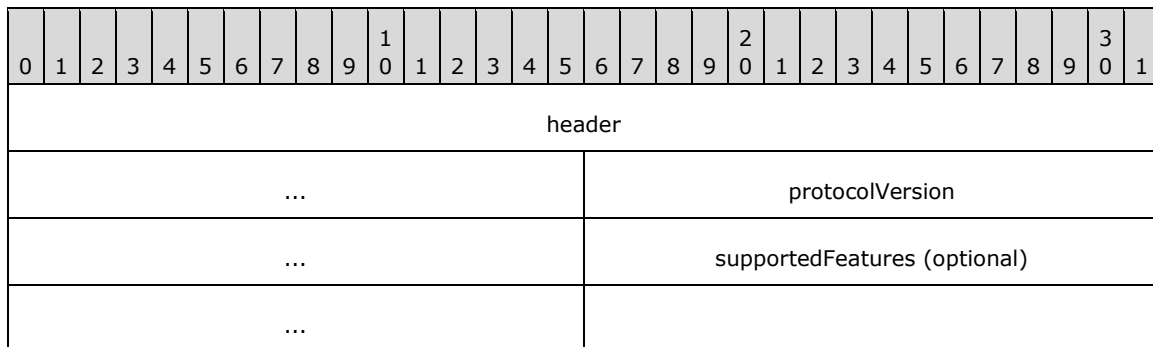 1 2 3
0 1 2 3 4 5 6 7 8 9 0 1 2 3 4 5 6 7 8 9 0 1 2 3 4 5 6 7 8 9 0 1
header
... protocolVersion
... supportedFeatures (optional)
...